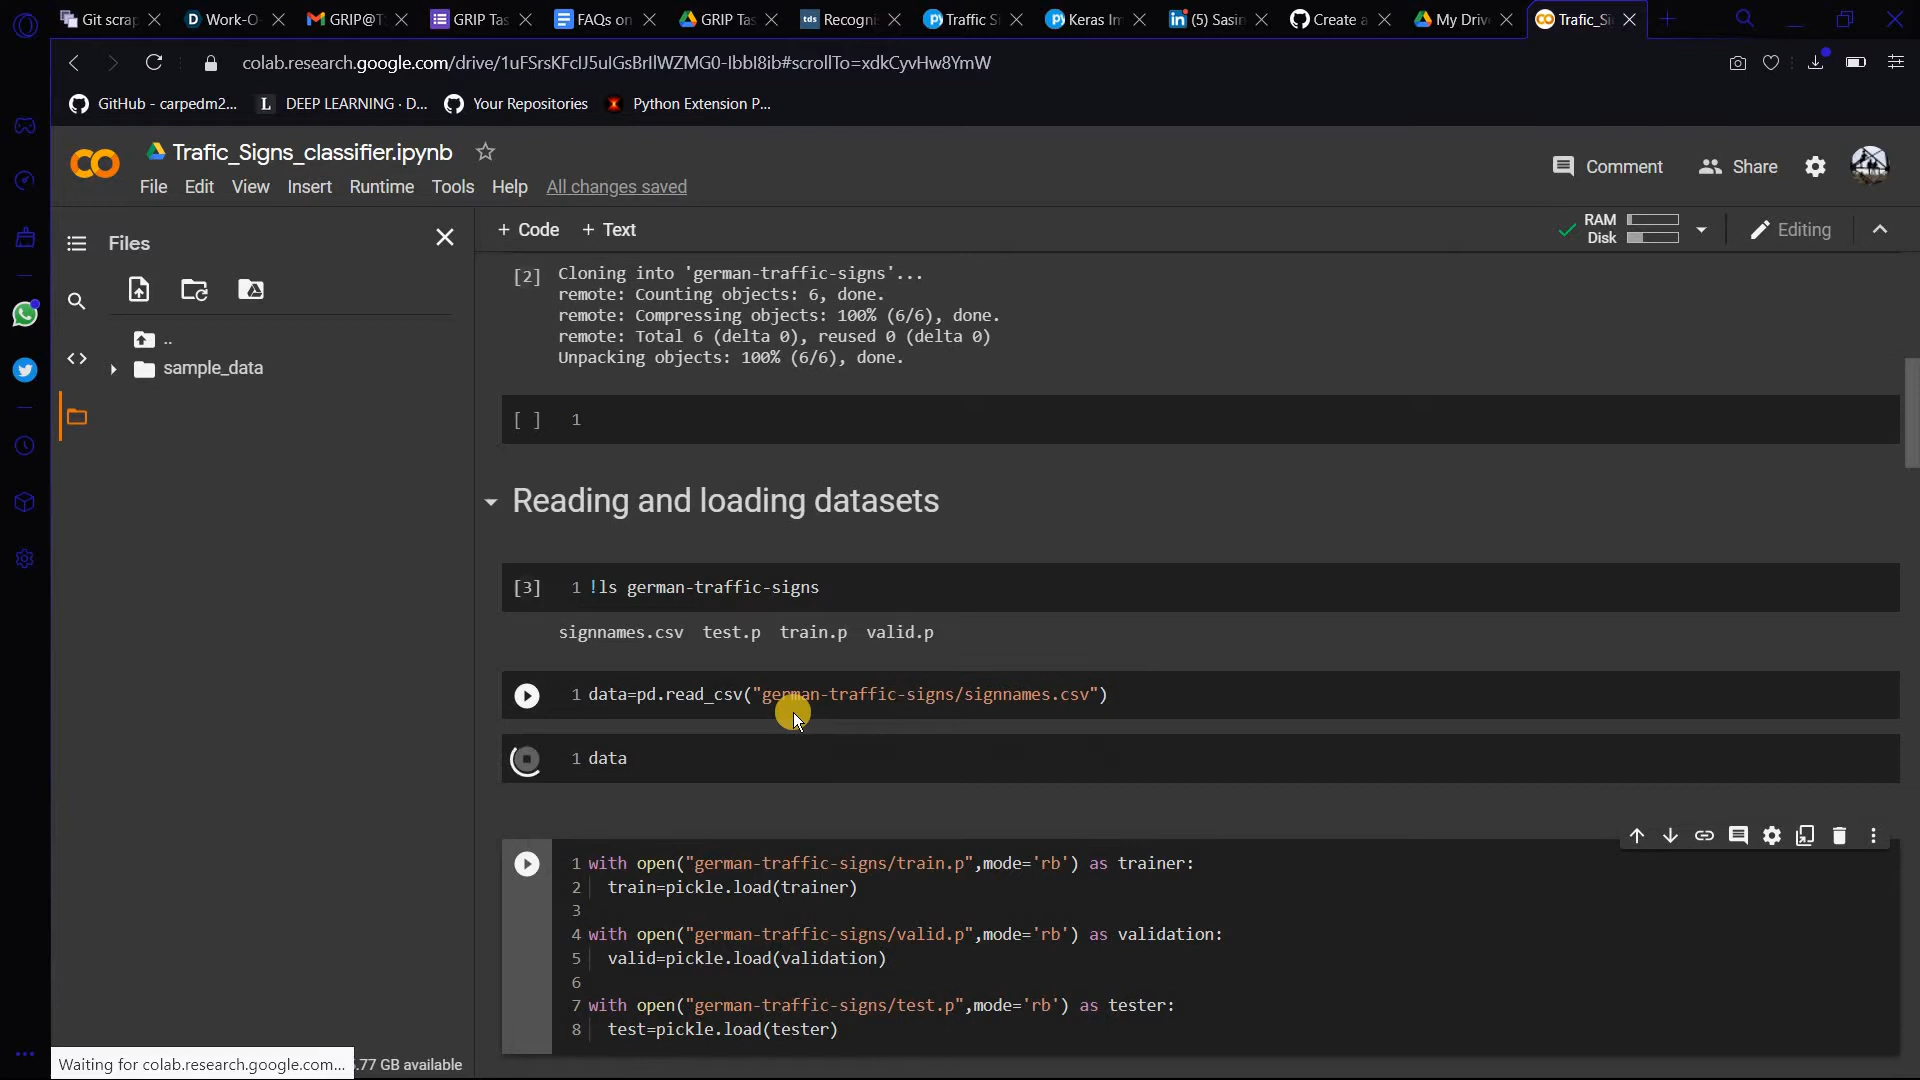 Git scrap
Work-O
GRIP@T
GRIP Tas
FAQs on
GRIP Tas
tds Recogni
Traffic S
Keras Im
(5) Sasin
Create a
My Driv
Trafic_Si
colab.research.google.com/drive/1uFSrsKFcIJ5uIGsBrIlWZMG0-IbbI8ib#scrollTo=xdkCyvHw8YmW
GitHub - carpedm2...
L DEEP LEARNING · D...
Your Repositories
Python Extension P...
Trafic_Signs_classifier.ipynb
Comment
Share
File Edit View Insert Runtime Tools Help All changes saved
Files
+ Code + Text
RAM
Disk
Editing
..
sample_data
[2] Cloning into 'german-traffic-signs'...
remote: Counting objects: 6, done.
remote: Compressing objects: 100% (6/6), done.
remote: Total 6 (delta 0), reused 0 (delta 0)
Unpacking objects: 100% (6/6), done.
[ ] 1
Reading and loading datasets
[3] 1 !ls german-traffic-signs
signnames.csv test.p train.p valid.p
1 data=pd.read_csv("german-traffic-signs/signnames.csv")
1 data
1 with open("german-traffic-signs/train.p",mode='rb') as trainer:
2 train=pickle.load(trainer)
3
4 with open("german-traffic-signs/valid.p",mode='rb') as validation:
5 valid=pickle.load(validation)
6
7 with open("german-traffic-signs/test.p",mode='rb') as tester:
8 test=pickle.load(tester)
Waiting for colab.research.google.com...
.77 GB available